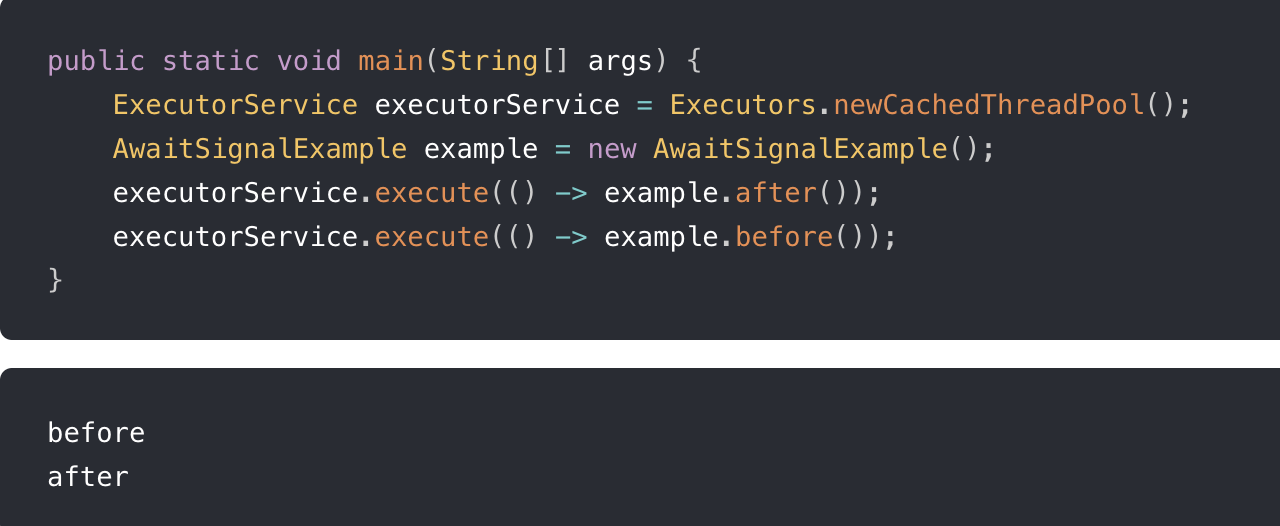 public static void main(String[] args) {
    ExecutorService executorService = Executors.newCachedThreadPool();
    AwaitSignalExample example = new AwaitSignalExample();
    executorService.execute(() -> example.after());
    executorService.execute(() -> example.before());
}
before
after